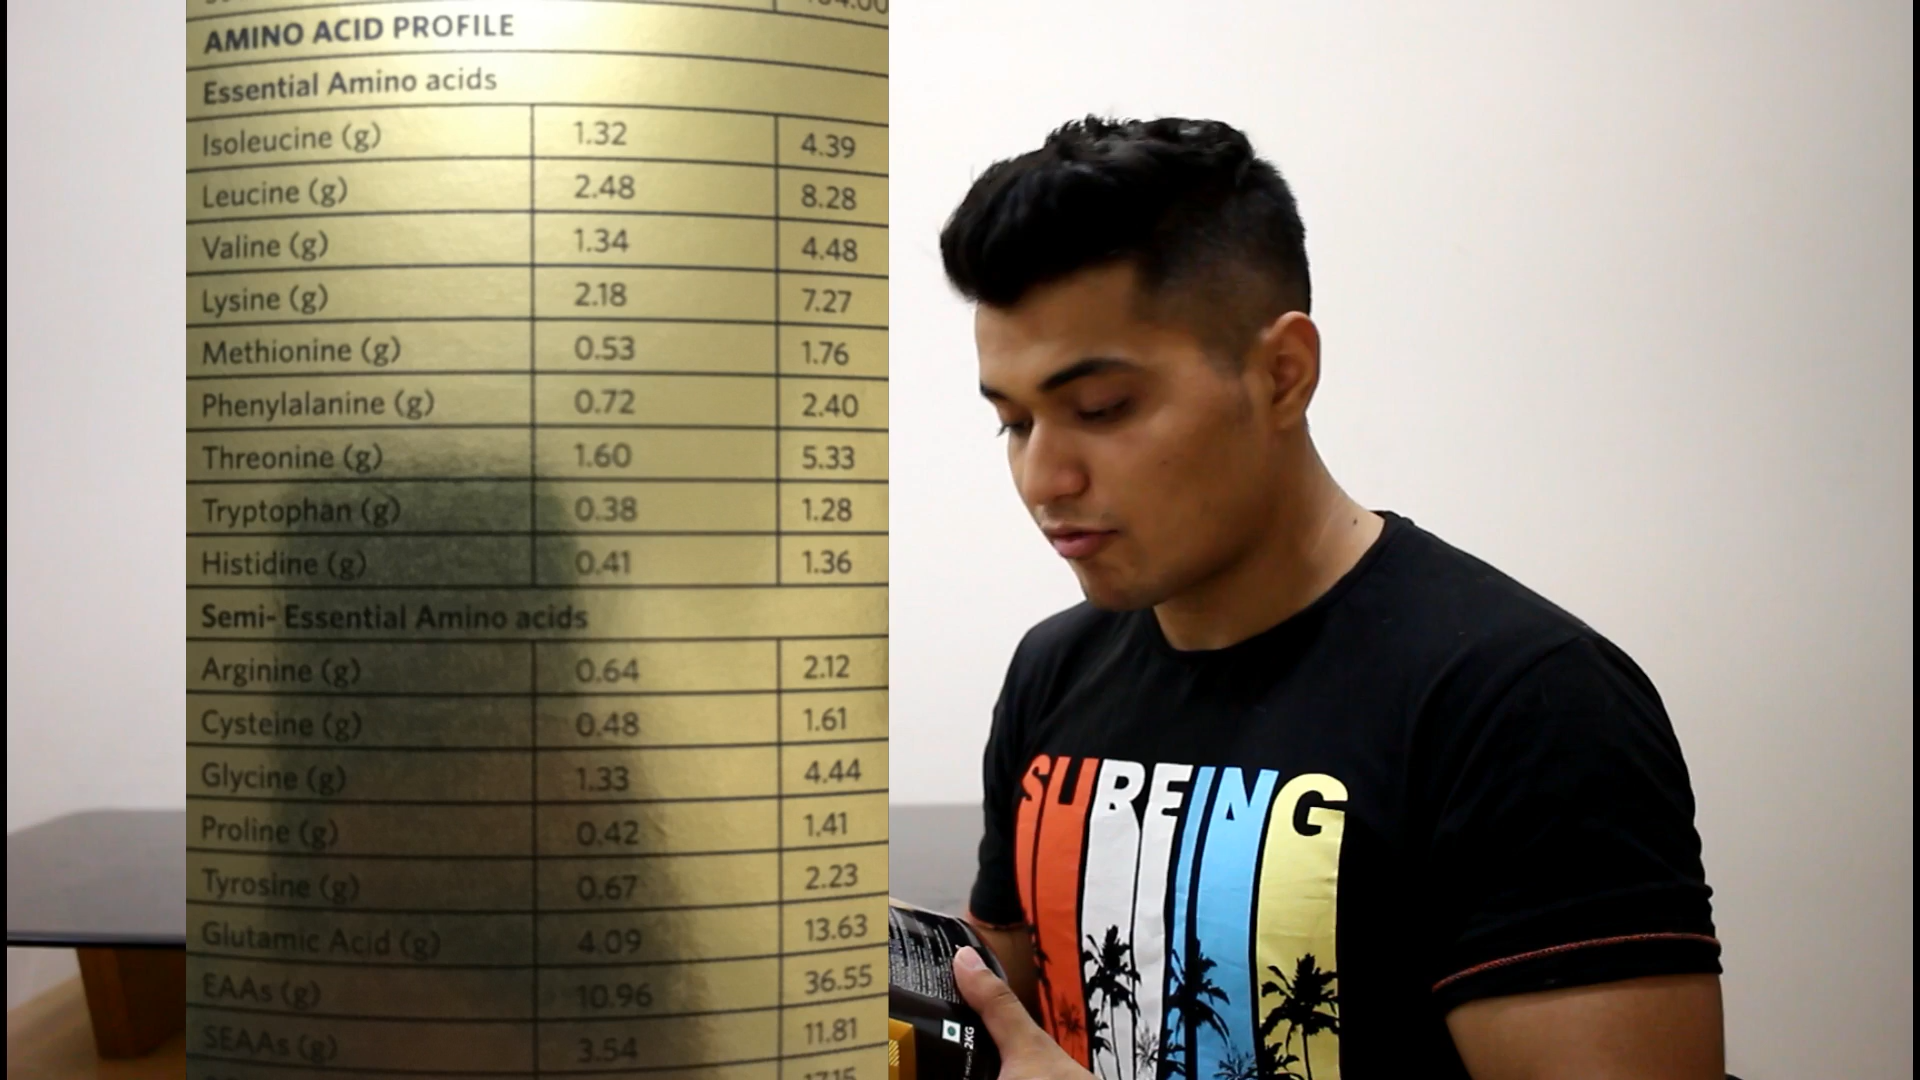 AMINO ACID PROFILE
Essential Amino acids
Isoleucine (g) 1.32 4.39
Leucine (g) 2.48 8.28
Valine (g) 1.34 4.48
Lysine (g) 2.18 7.27
Methionine (g) 0.53 1.76
Phenylalanine (g) 0.72 2.40
Threonine (g) 1.60 5.33
Tryptophan (g) 0.38 1.28
Histidine (g) 0.41 1.36
Semi- Essential Amino acids
Arginine (g) 0.64 2.12
Cysteine (g) 0.48 1.61
Glycine (g) 1.33 4.44
Proline (g) 0.42 1.41
Tyrosine (g) 0.67 2.23
Glutamic Acid (g) 4.09 13.63
EAAs (g) 10.96 36.55
SEAAs (g) 3.54 11.81
SURFING
2KG